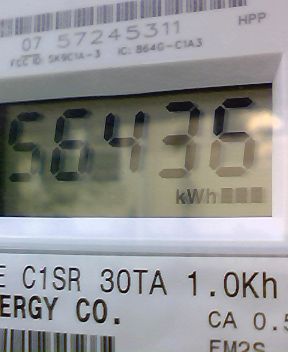 HPP
07 57245311
FCC ID: SK9C1A-3 IC: 864G-C1A3
56436
kWh
E C1SR 30TA 1.0Kh
ERGY CO.
CA 0.5
FM2S